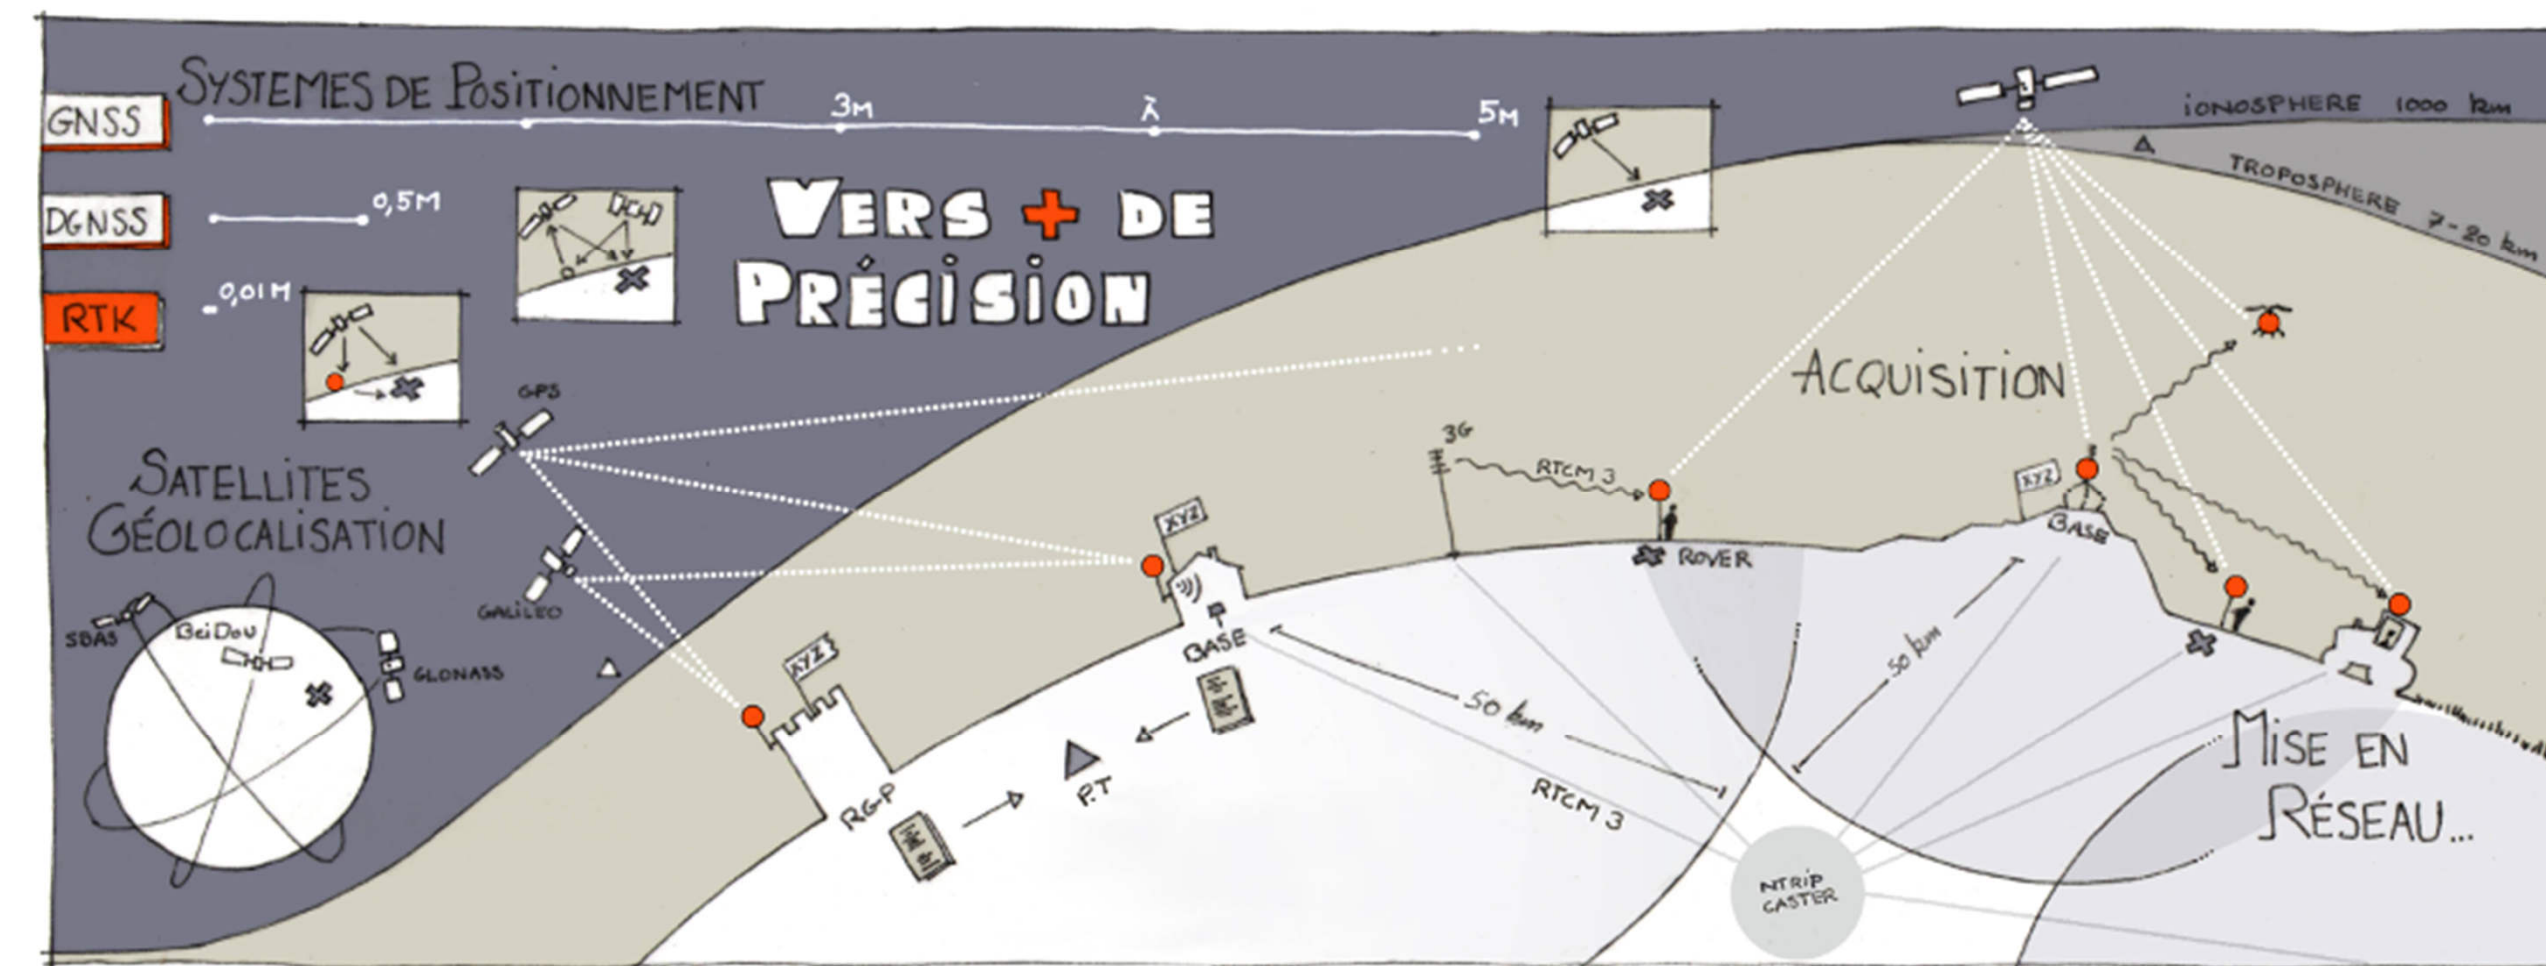 SYSTEMES DE POSITIONNEMENT
GNSS
3M
λ
5M
DGNSS
0,5M
RTK
0,01M
VERS + DE
PRÉCISION
IONOSPHERE 1000 km
TROPOSPHERE 7-20 km
ACQUISITION
GPS
GALILEO
SATELLITES
GÉOLOCALISATION
SBAS
BeiDou
GLONASS
XYZ
RGP
P.T
XYZ
BASE
3G
RTCM 3
ROVER
XYZ
BASE
50 km
50 km
RTCM 3
NTRIP
CASTER
MISE EN
RÉSEAU...